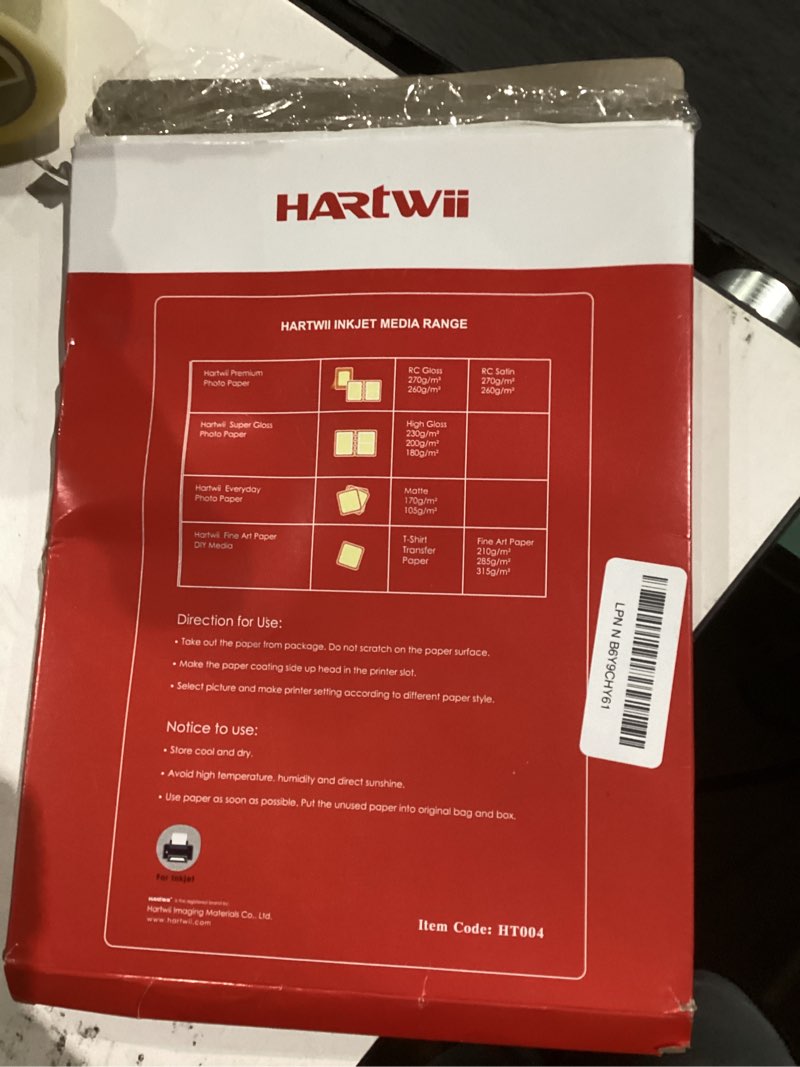 HARtWii
HARTWII INKJET MEDIA RANGE
Hartwii Premium
Photo Paper
RC Gloss
270g/m²
260g/m²
RC Satin
270g/m²
260g/m²
Hartwii Super Gloss
Photo Paper
High Gloss
230g/m²
200g/m²
180g/m²
Hartwii Everyday
Photo Paper
Matte
170g/m²
105g/m²
Hartwii Fine Art Paper
DIY Media
T-Shirt
Transfer
Paper
Fine Art Paper
210g/m²
285g/m²
315g/m²
Direction for Use:
• Take out the paper from package. Do not scratch on the paper surface.
• Make the paper coating side up head in the printer slot.
• Select picture and make printer setting according to different paper style.
Notice to use:
• Store cool and dry.
• Avoid high temperature. humidity and direct sunshine.
• Use paper as soon as possible, Put the unused paper into original bag and box.
For Inkjet
is the registered brand by:
Hartwii Imaging Materials Co., Ltd.
www.hartwii.com
Item Code: HT004
LPN N B6Y9CHY61